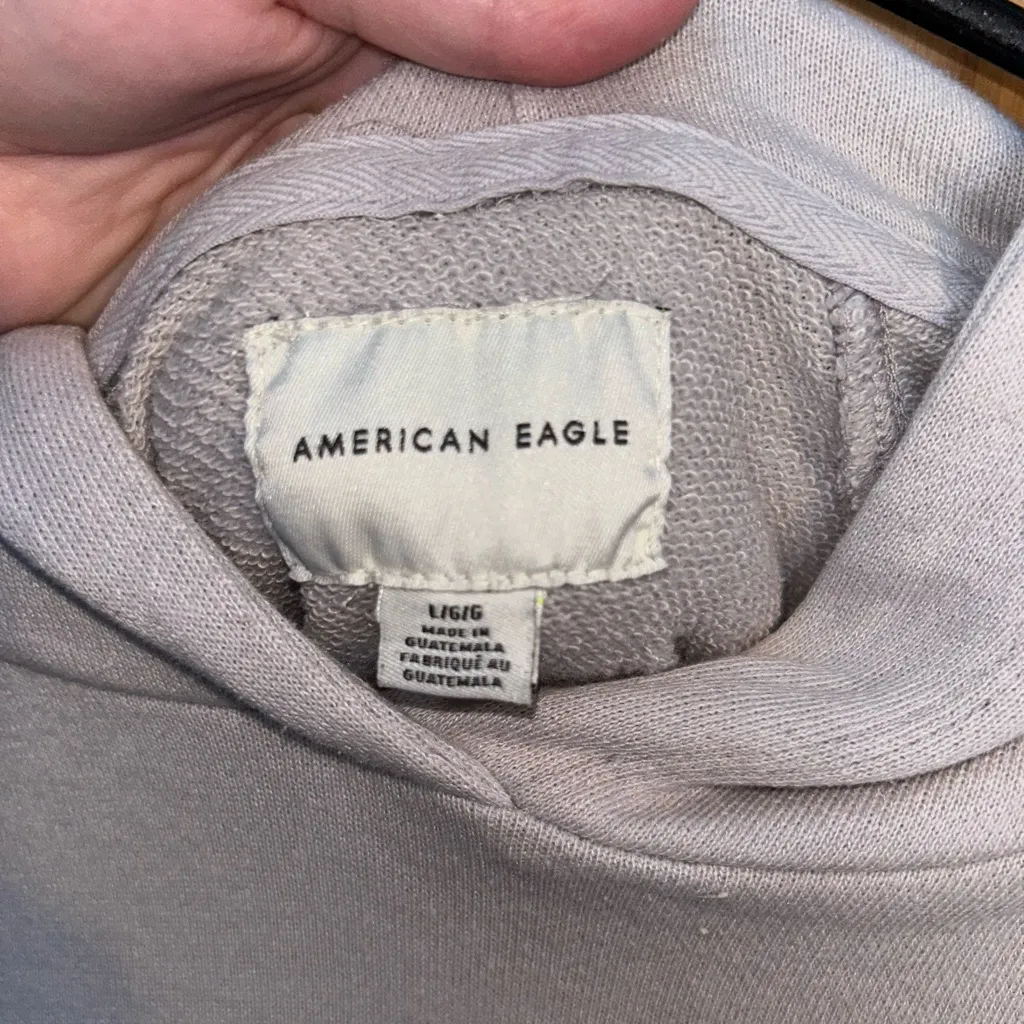 AMERICAN EAGLE
L/G/G
MADE IN
GUATEMALA
FABRIQUÉ AU
GUATEMALA